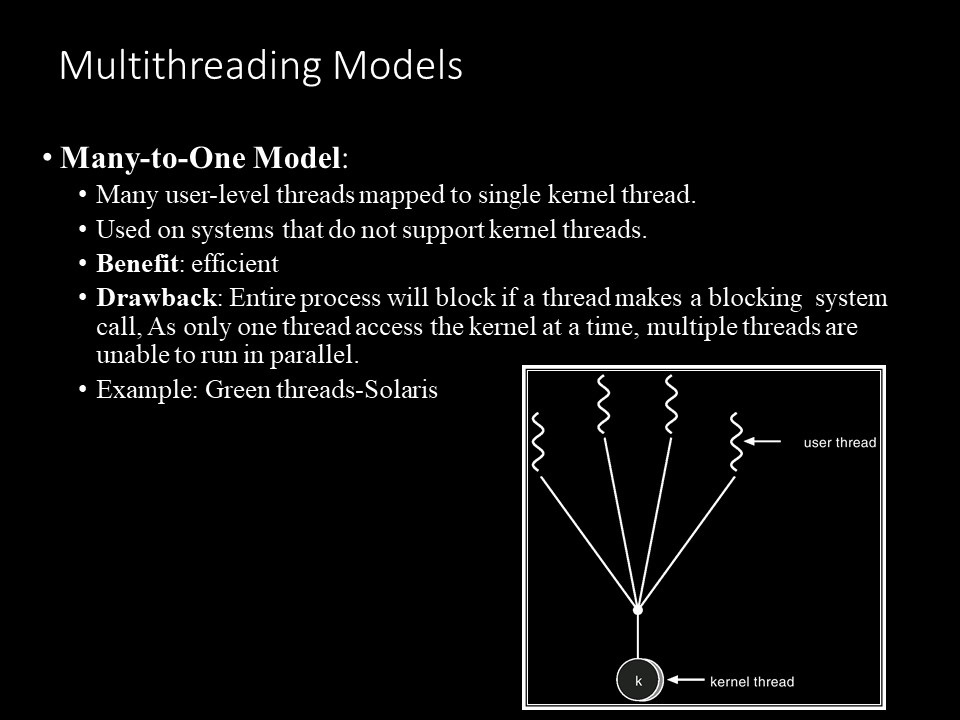 Multithreading Models
• Many-to-One Model:
• Many user-level threads mapped to single kernel thread.
• Used on systems that do not support kernel threads.
• Benefit: efficient
• Drawback: Entire process will block if a thread makes a blocking  system
call, As only one thread access the kernel at a time, multiple threads are
unable to run in parallel.
• Example: Green threads-Solaris
user thread
k
kernel thread